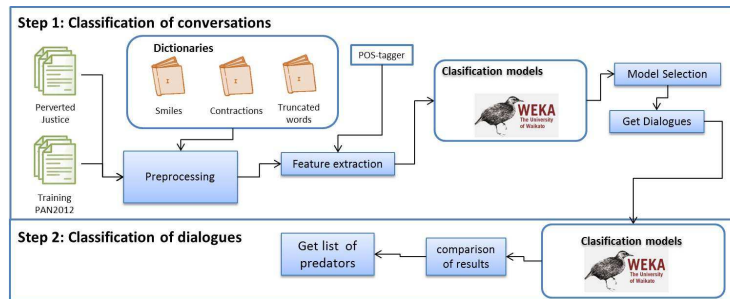 Step 1: Classification of conversations
Dictionaries
Smiles
Contractions
Truncated
words
POS-tagger
Perverted
Justice
Training
PAN2012
Preprocessing
Feature extraction
Clasification models
WEKA
The University
of Waikato
Model Selection
Get Dialogues
Step 2: Classification of dialogues
Get list of
predators
comparison
of results
Clasification models
WEKA
The University
of Waikato